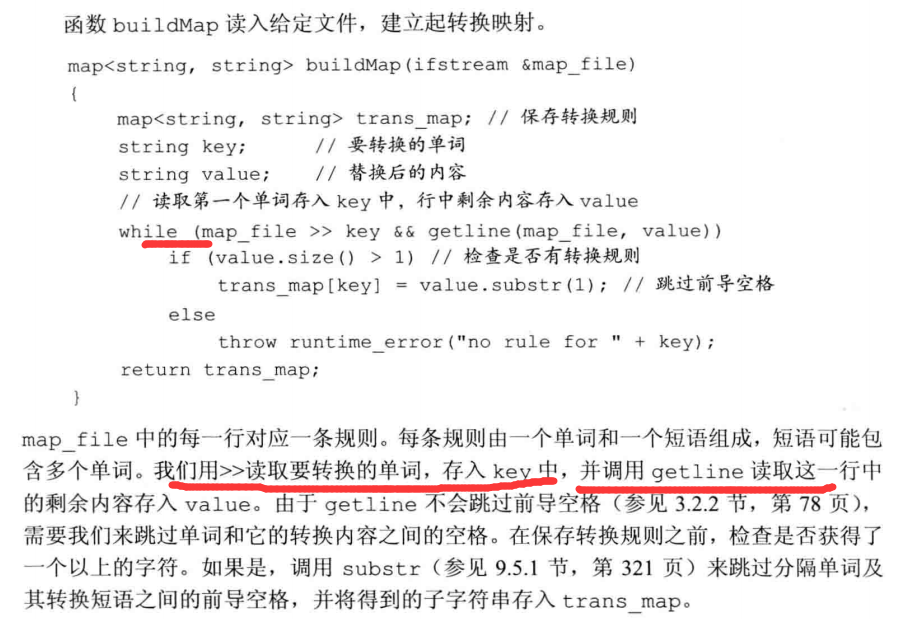 函数 buildMap 读入给定文件，建立起转换映射。
map<string, string> buildMap(ifstream &map_file)
{
map<string, string> trans_map; // 保存转换规则
string key; // 要转换的单词
string value; // 替换后的内容
// 读取第一个单词存入 key 中，行中剩余内容存入 value
while (map_file >> key && getline(map_file, value))
if (value.size() > 1) // 检查是否有转换规则
trans_map[key] = value.substr(1); // 跳过前导空格
else
throw runtime_error("no rule for " + key);
return trans_map;
}
map_file 中的每一行对应一条规则。每条规则由一个单词和一个短语组成，短语可能包
含多个单词。我们用>>读取要转换的单词，存入 key 中，并调用 getline 读取这一行中
的剩余内容存入 value。由于 getline 不会跳过前导空格（参见 3.2.2 节，第 78 页），
需要我们来跳过单词和它的转换内容之间的空格。在保存转换规则之前，检查是否获得了
一个以上的字符。如果是，调用 substr（参见 9.5.1 节，第 321 页）来跳过分隔单词及
其转换短语之间的前导空格，并将得到的子字符串存入 trans_map。